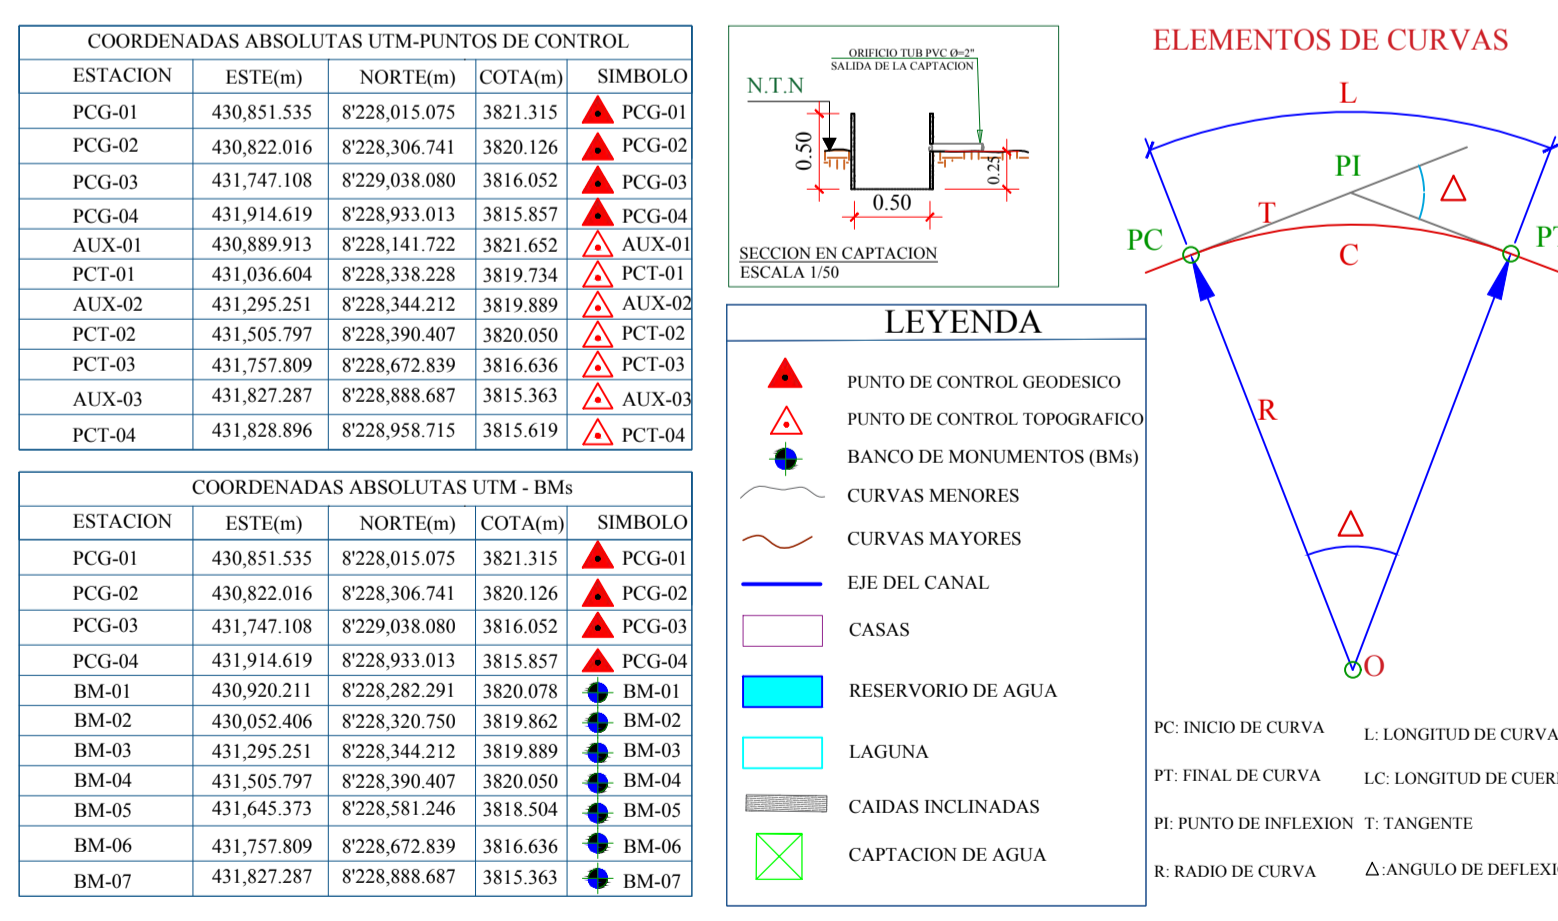 COORDENADAS ABSOLUTAS UTM-PUNTOS DE CONTROL
ESTACION ESTE(m) NORTE(m) COTA(m) SIMBOLO
PCG-01 430,851.535 8'228,015.075 3821.315 PCG-01
PCG-02 430,822.016 8'228,306.741 3820.126 PCG-02
PCG-03 431,747.108 8'229,038.080 3816.052 PCG-03
PCG-04 431,914.619 8'228,933.013 3815.857 PCG-04
AUX-01 430,889.913 8'228,141.722 3821.652 AUX-01
PCT-01 431,036.604 8'228,338.228 3819.734 PCT-01
AUX-02 431,295.251 8'228,344.212 3819.889 AUX-02
PCT-02 431,505.797 8'228,390.407 3820.050 PCT-02
PCT-03 431,757.809 8'228,672.839 3816.636 PCT-03
AUX-03 431,827.287 8'228,888.687 3815.363 AUX-03
PCT-04 431,828.896 8'228,958.715 3815.619 PCT-04
COORDENADAS ABSOLUTAS UTM - BMs
ESTACION ESTE(m) NORTE(m) COTA(m) SIMBOLO
PCG-01 430,851.535 8'228,015.075 3821.315 PCG-01
PCG-02 430,822.016 8'228,306.741 3820.126 PCG-02
PCG-03 431,747.108 8'229,038.080 3816.052 PCG-03
PCG-04 431,914.619 8'228,933.013 3815.857 PCG-04
BM-01 430,920.211 8'228,282.291 3820.078 BM-01
BM-02 430,052.406 8'228,320.750 3819.862 BM-02
BM-03 431,295.251 8'228,344.212 3819.889 BM-03
BM-04 431,505.797 8'228,390.407 3820.050 BM-04
BM-05 431,645.373 8'228,581.246 3818.504 BM-05
BM-06 431,757.809 8'228,672.839 3816.636 BM-06
BM-07 431,827.287 8'228,888.687 3815.363 BM-07
ORIFICIO TUB PVC Ø=2"
SALIDA DE LA CAPTACION
N.T.N
0.50
0.25
0.50
SECCION EN CAPTACION
ESCALA 1/50
LEYENDA
PUNTO DE CONTROL GEODESICO
PUNTO DE CONTROL TOPOGRAFICO
BANCO DE MONUMENTOS (BMs)
CURVAS MENORES
CURVAS MAYORES
EJE DEL CANAL
CASAS
RESERVORIO DE AGUA
LAGUNA
CAIDAS INCLINADAS
CAPTACION DE AGUA
ELEMENTOS DE CURVAS
L
PI
Δ
T
PC
C
PT
R
Δ
O
PC: INICIO DE CURVA
L: LONGITUD DE CURVA
PT: FINAL DE CURVA
LC: LONGITUD DE CUER
PI: PUNTO DE INFLEXION
T: TANGENTE
R: RADIO DE CURVA
Δ:ANGULO DE DEFLEXI